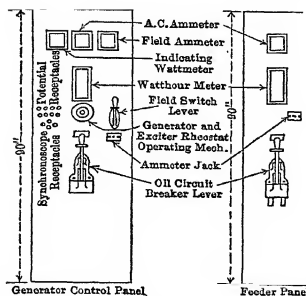 A.C. Ammeter
Field Ammeter
Indicating
Wattmeter
Watthour Meter
Field Switch
Lever
Generator and
Exciter Rheostat
Operating Mech.
Ammeter Jack
Oil Circuit
Breaker Lever
Potential
Receptacles
Synchronoscope
Receptacles
90"
90"
Generator Control Panel
Feeder Pane